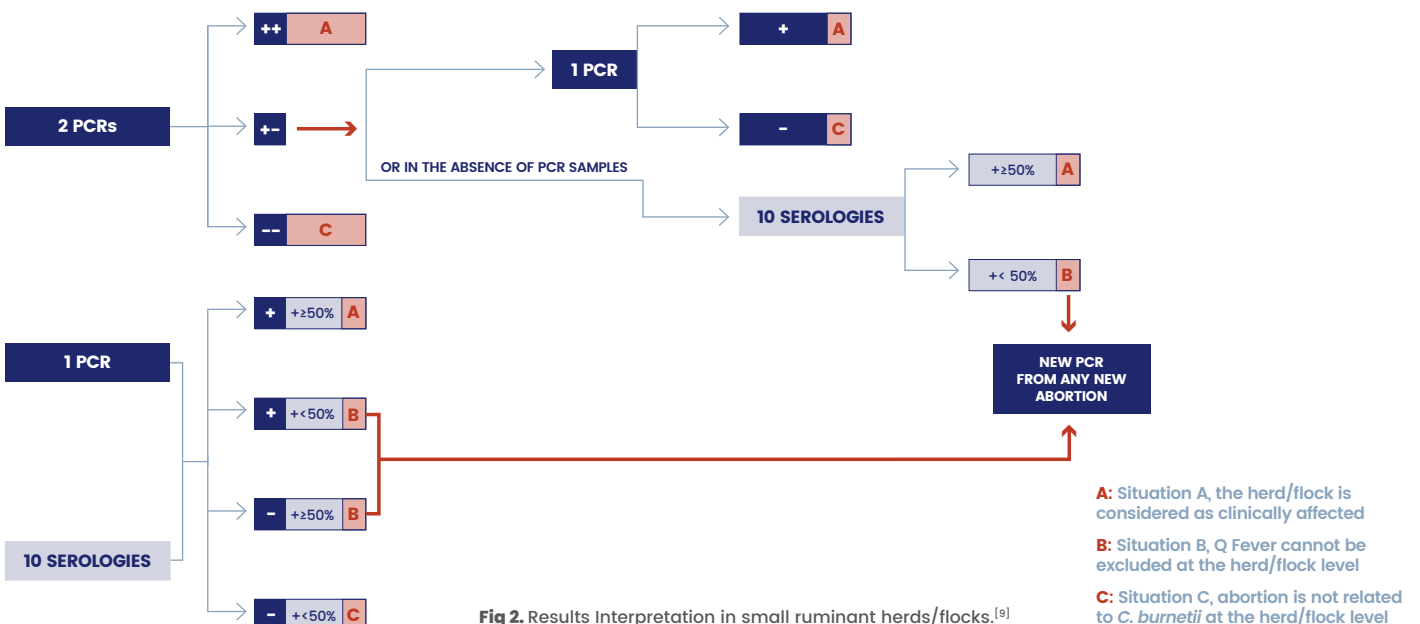 2 PCRs
++ A
+-
-- C
OR IN THE ABSENCE OF PCR SAMPLES
1 PCR
+ A
- C
10 SEROLOGIES
+≥50% A
+< 50% B
NEW PCR
FROM ANY NEW
ABORTION
1 PCR
10 SEROLOGIES
+ +≥50% A
+ +<50% B
- +≥50% B
- +<50% C
A: Situation A, the herd/flock is
considered as clinically affected
B: Situation B, Q Fever cannot be
excluded at the herd/flock level
C: Situation C, abortion is not related
to C. burnetii at the herd/flock level
Fig 2. Results Interpretation in small ruminant herds/flocks.[9]